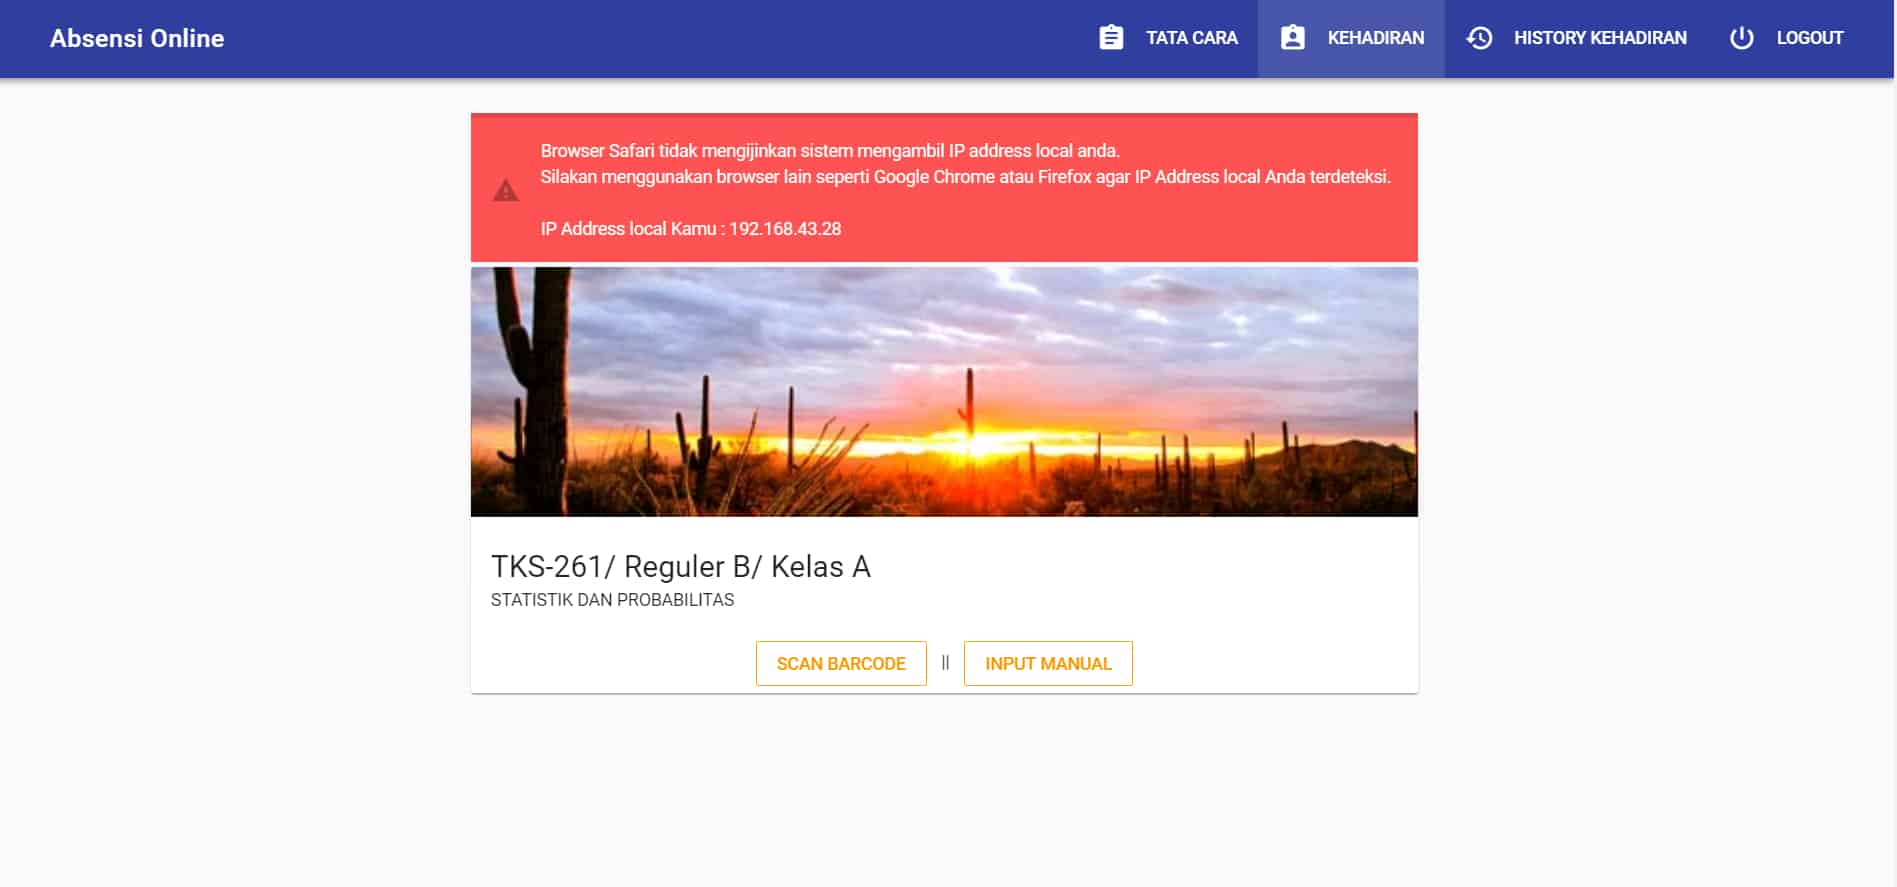 Absensi Online
TATA CARA
KEHADIRAN
HISTORY KEHADIRAN
LOGOUT
Browser Safari tidak mengijinkan sistem mengambil IP address local anda.
Silakan menggunakan browser lain seperti Google Chrome atau Firefox agar IP Address local Anda terdeteksi.
IP Address local Kamu : 192.168.43.28
TKS-261/ Reguler B/ Kelas A
STATISTIK DAN PROBABILITAS
SCAN BARCODE || INPUT MANUAL